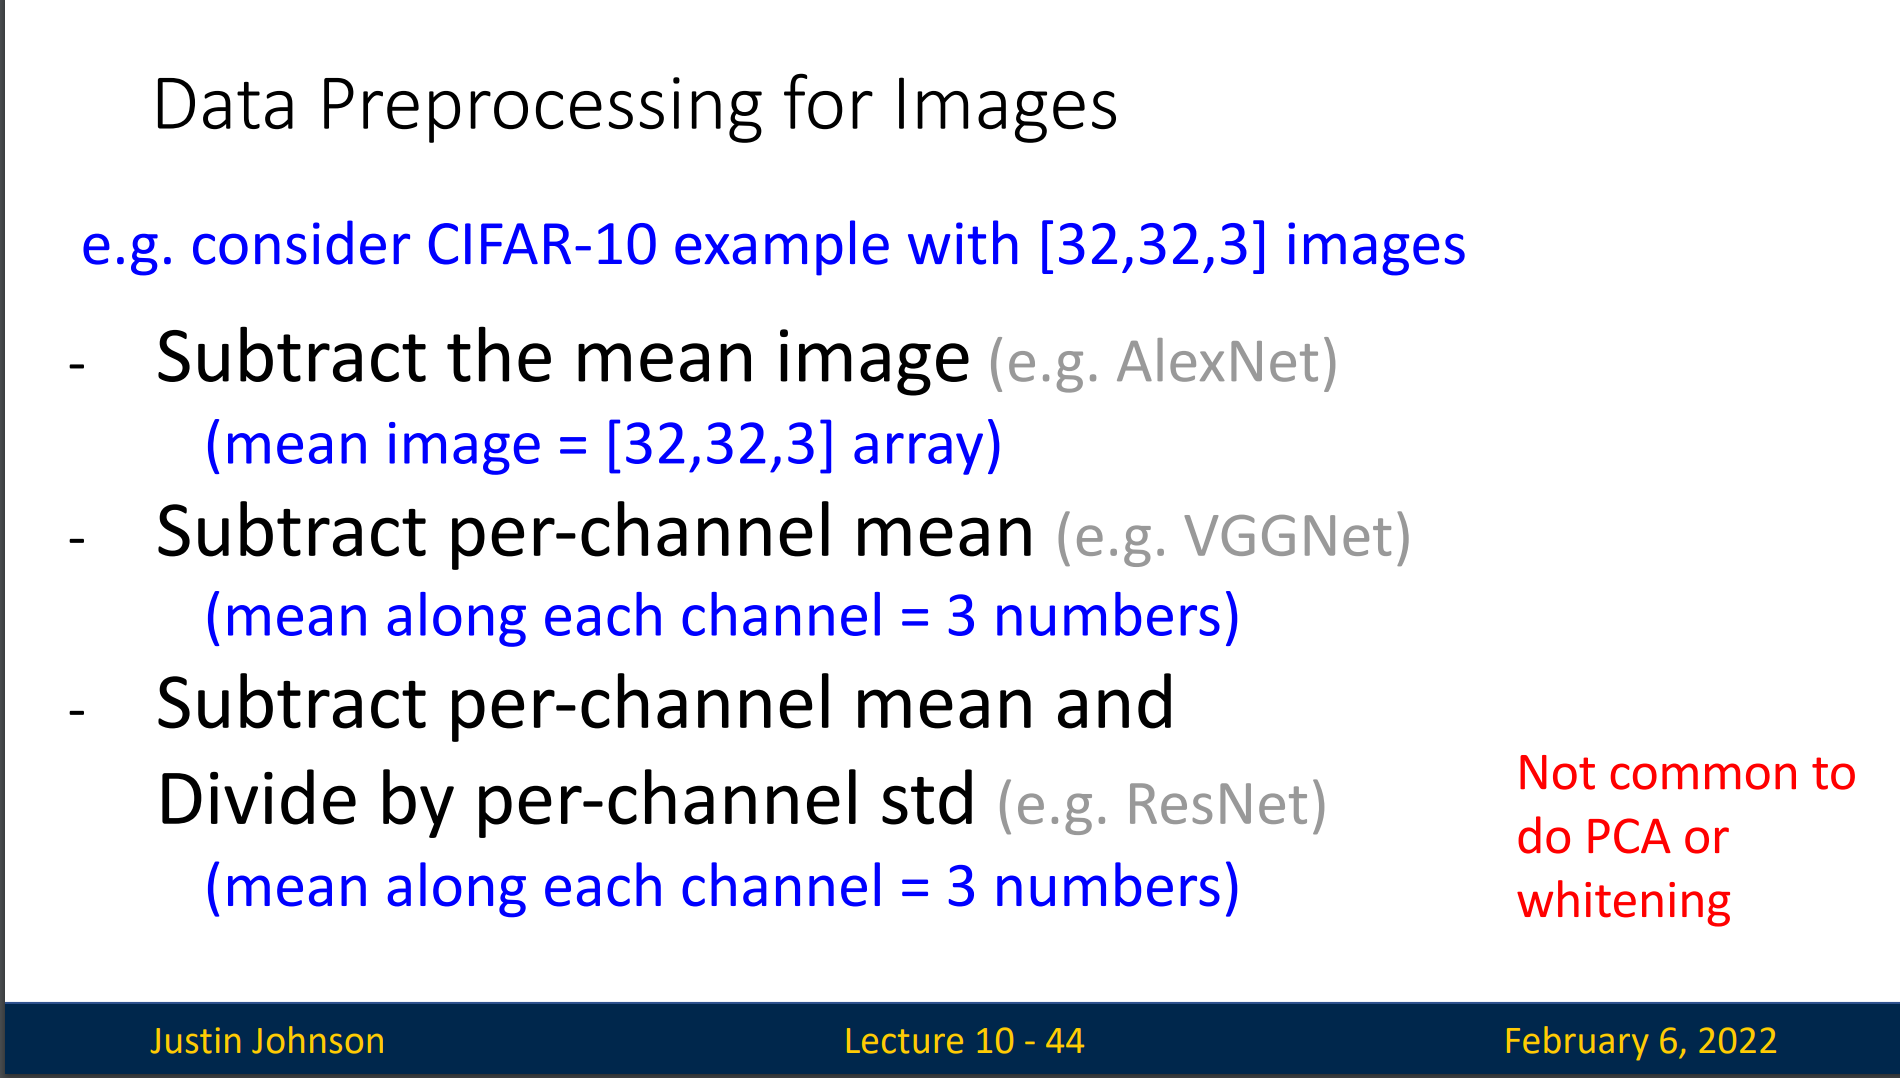 Data Preprocessing for Images
e.g. consider CIFAR-10 example with [32,32,3] images
- Subtract the mean image (e.g. AlexNet)
(mean image = [32,32,3] array)
- Subtract per-channel mean (e.g. VGGNet)
(mean along each channel = 3 numbers)
- Subtract per-channel mean and
Divide by per-channel std (e.g. ResNet)
(mean along each channel = 3 numbers)
Not common to
do PCA or
whitening
Justin Johnson
Lecture 10 - 44
February 6, 2022